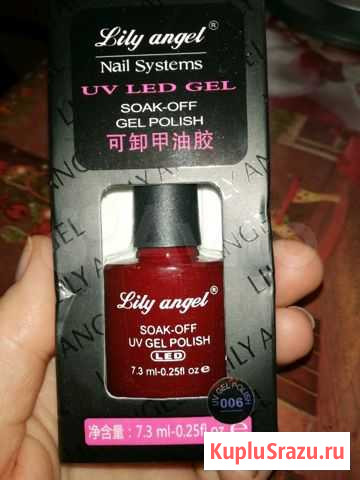 Lily angel®
Nail Systems
UV LED GEL
SOAK-OFF
GEL POLISH
可卸甲油胶
LILY ANGEL
Lily angel®
SOAK-OFF
UV GEL POLISH
LED
7.3 ml-0.25fl oz e
UV GEL POLISH
006
净含量: 7.3 ml-0.25fl oz e
KupluSrazu.ru